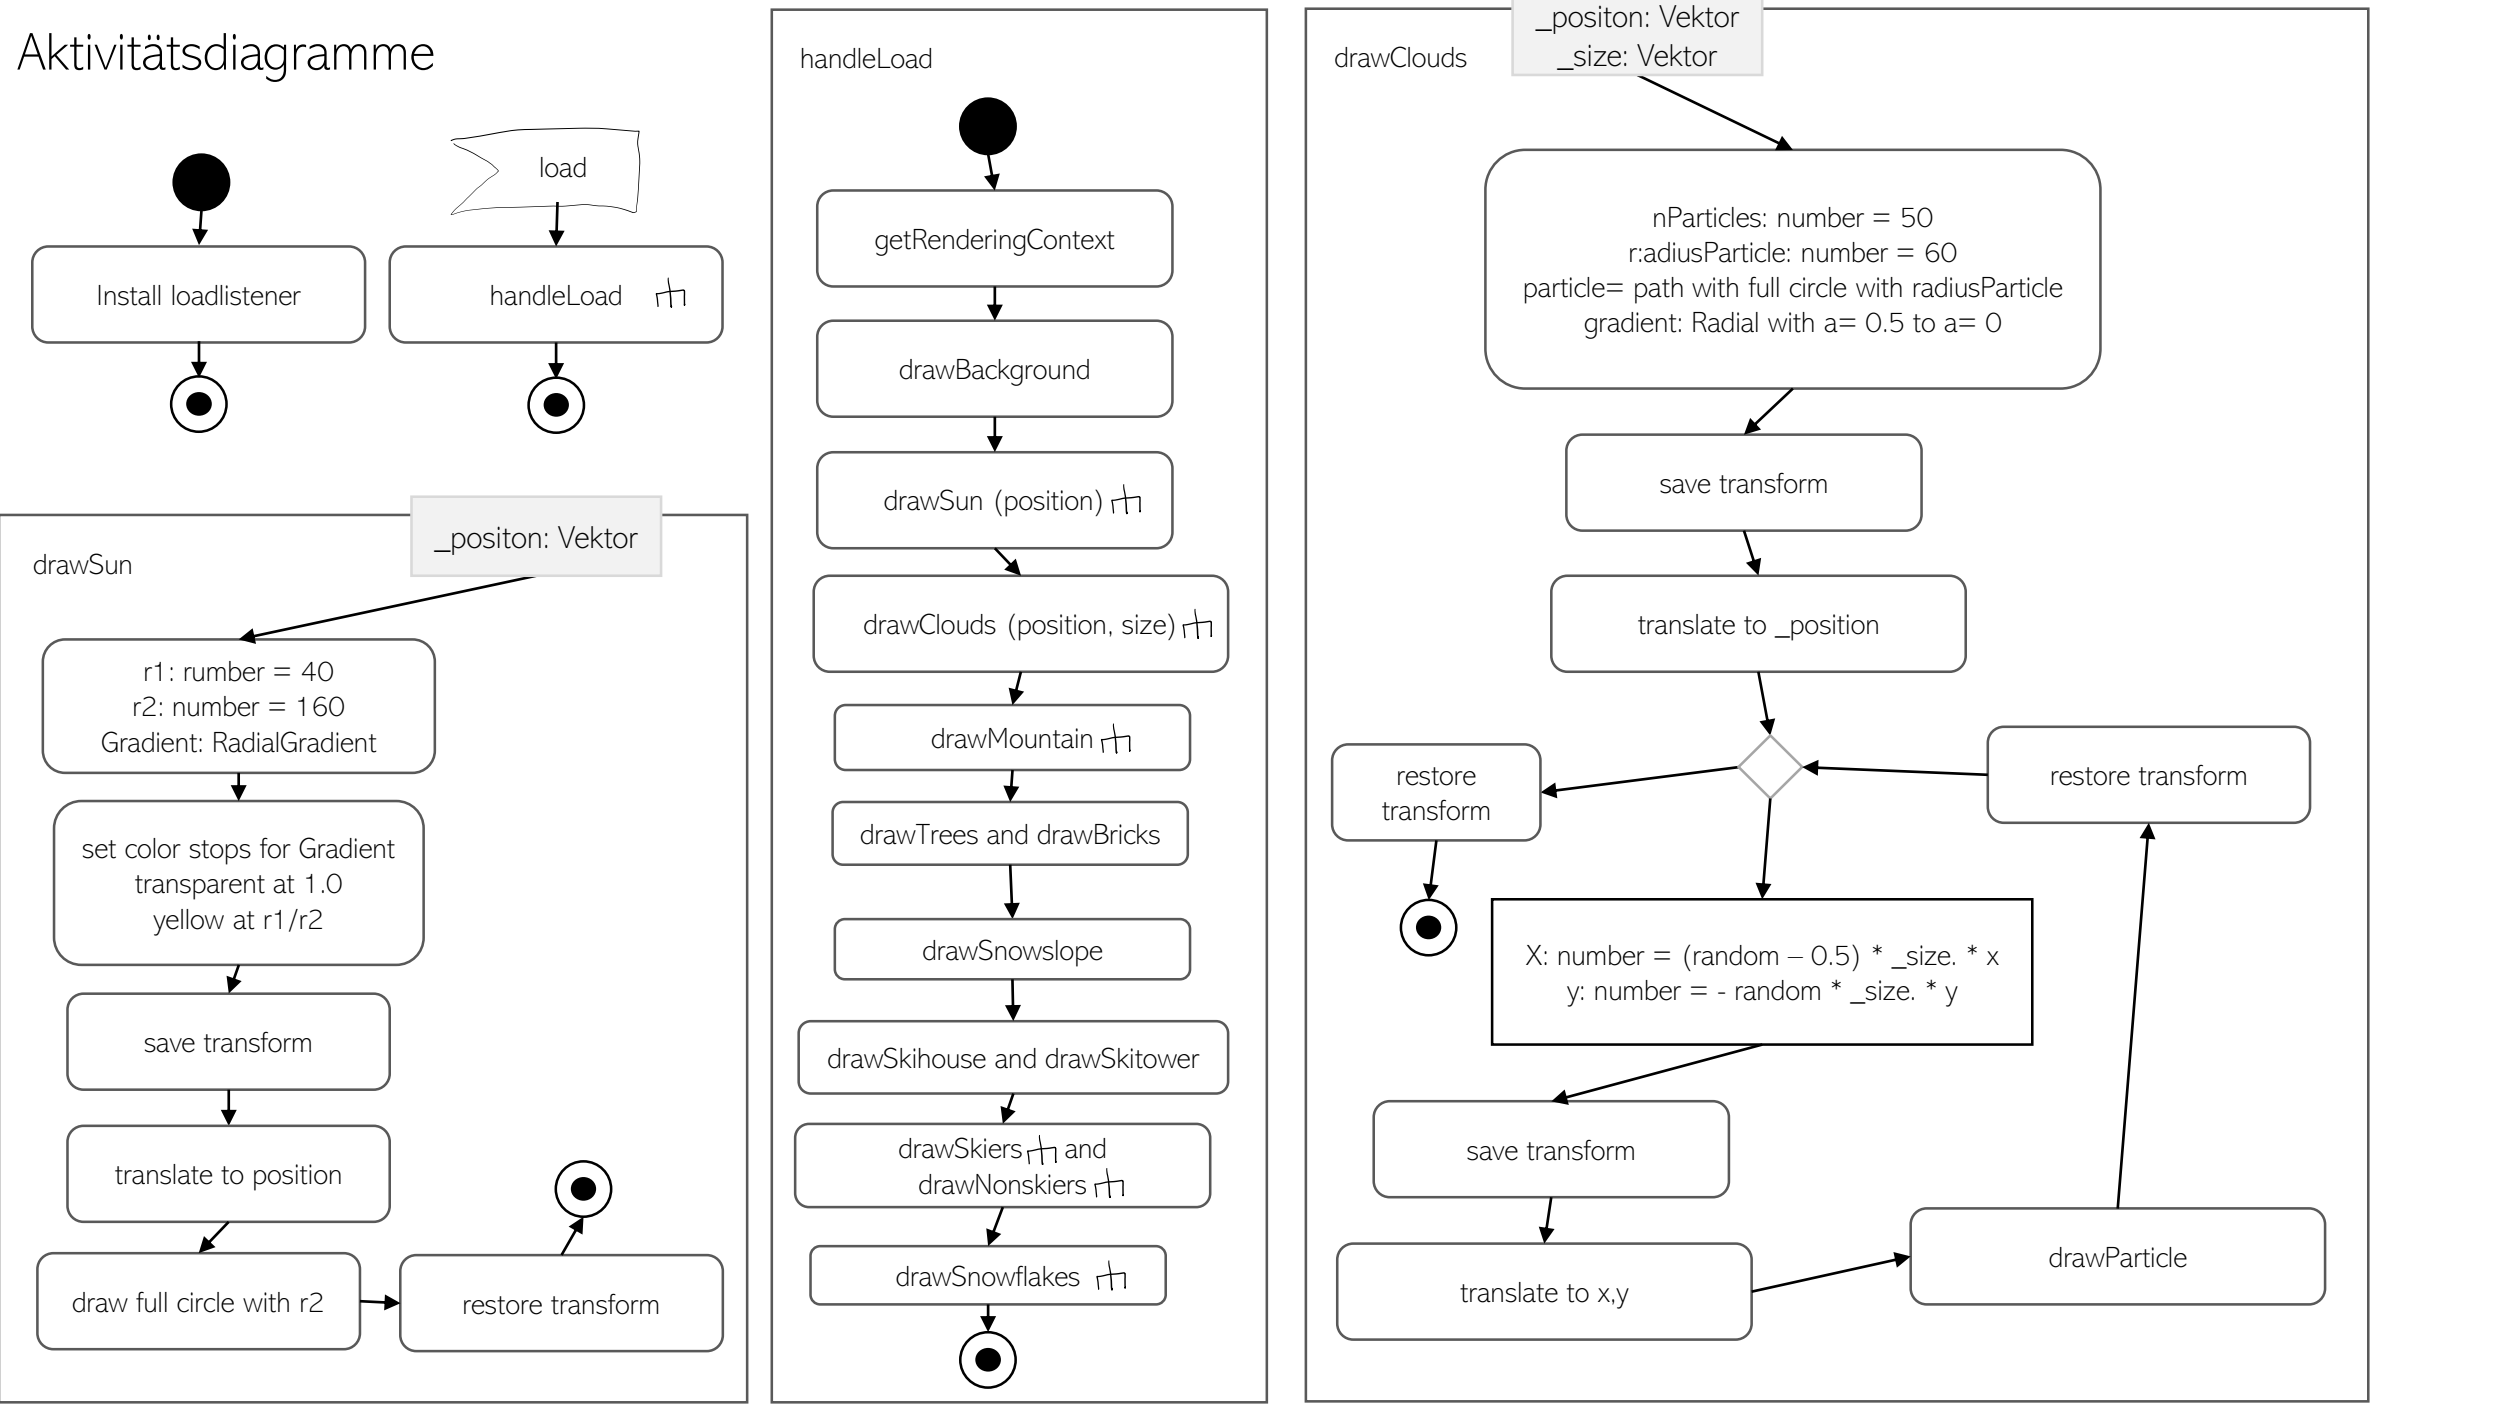 Aktivitätsdiagramme
Install loadlistener
load
handleLoad
drawSun
_positon: Vektor
r1: rumber = 40
r2: number = 160
Gradient: RadialGradient
set color stops for Gradient
transparent at 1.0
yellow at r1/r2
save transform
translate to position
draw full circle with r2
restore transform
handleLoad
getRenderingContext
drawBackground
drawSun (position)
drawClouds (position, size)
drawMountain
drawTrees and drawBricks
drawSnowslope
drawSkihouse and drawSkitower
drawSkiers and
drawNonskiers
drawSnowflakes
drawClouds
_positon: Vektor
_size: Vektor
nParticles: number = 50
r:adiusParticle: number = 60
particle= path with full circle with radiusParticle
gradient: Radial with a= 0.5 to a= 0
save transform
translate to _position
restore
transform
restore transform
X: number = (random – 0.5) * _size. * x
y: number = - random * _size. * y
save transform
translate to x,y
drawParticle